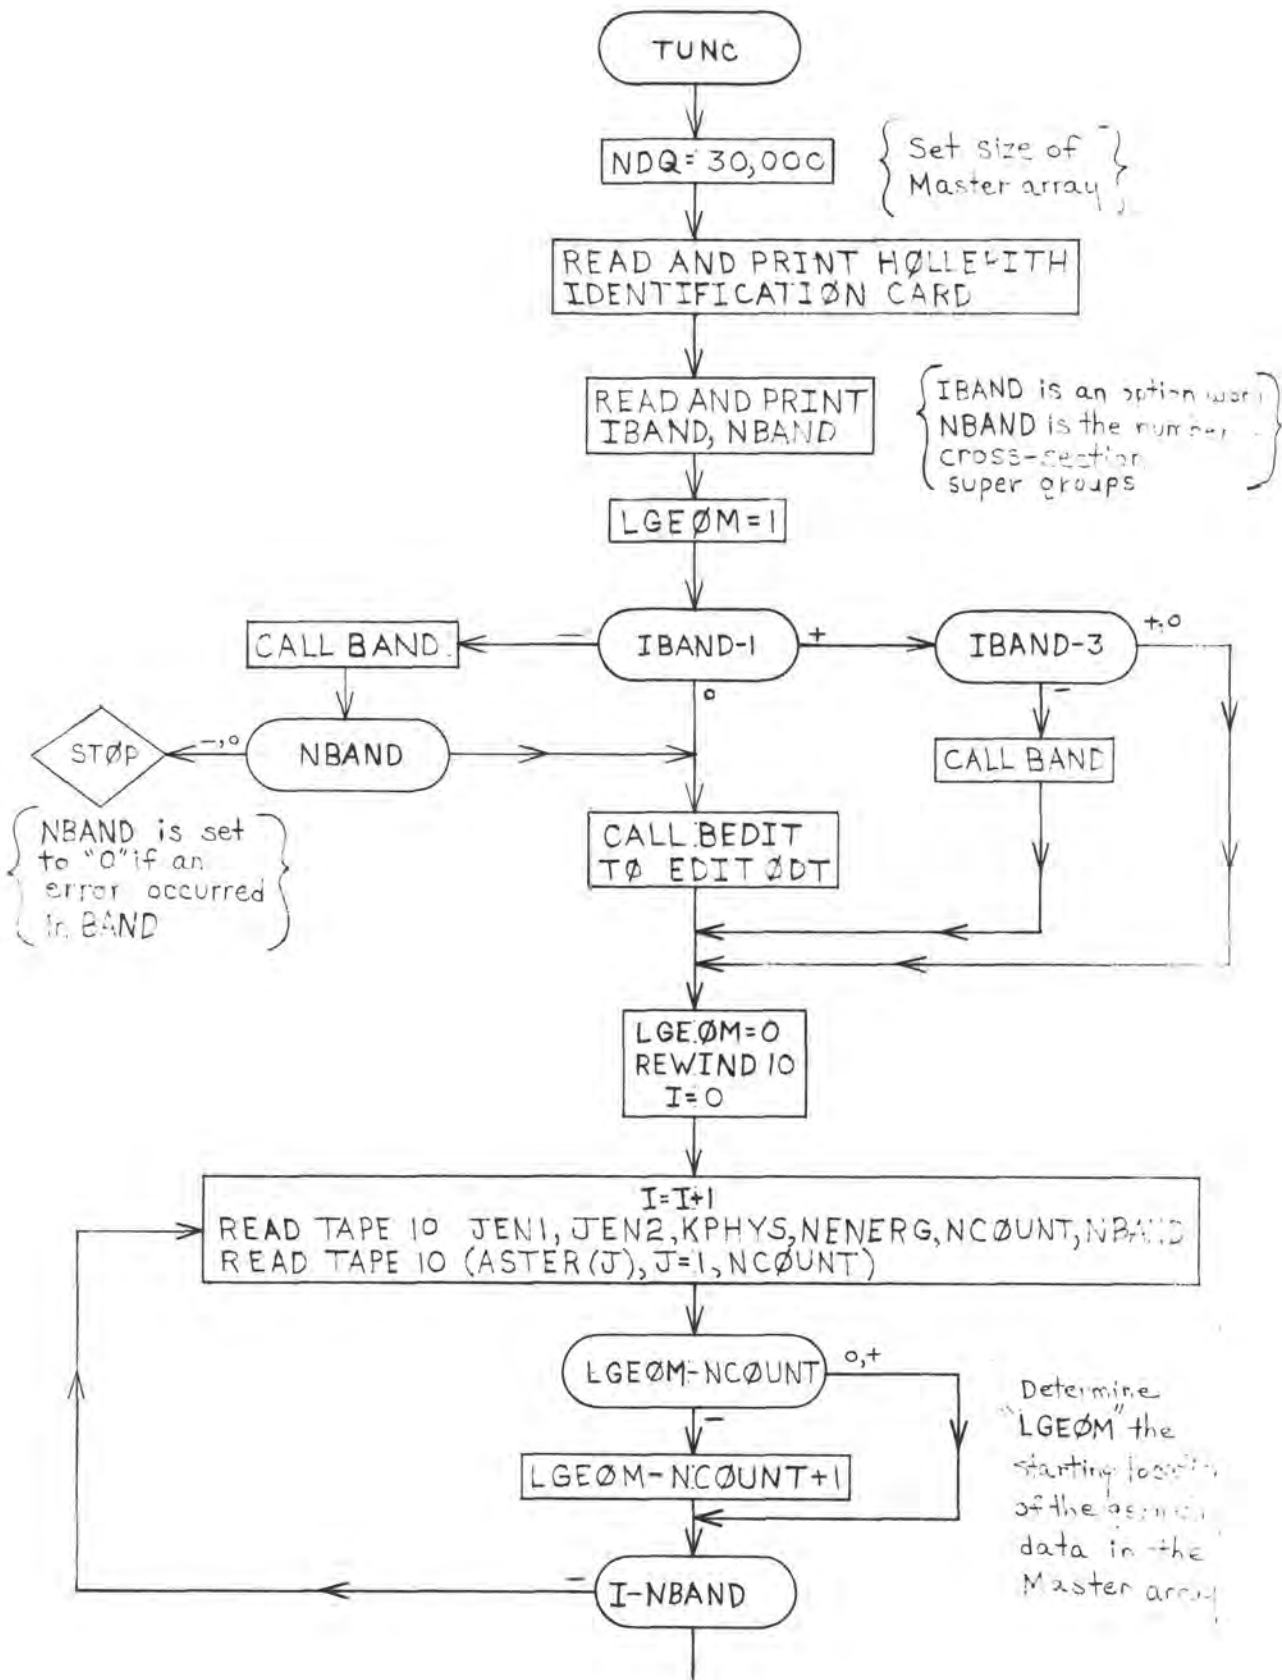 TUNC
NDQ=30,000
Set size of
Master array
READ AND PRINT HØLLERITH
IDENTIFICATIØN CARD
READ AND PRINT
IBAND, NBAND
IBAND is an option
NBAND is the number
cross-section
super groups
LGEØM=1
CALL BAND
-
IBAND-1
+
IBAND-3
+,0
0
-
STØP
-,0
NBAND
CALL BAND
NBAND is set
to "0" if an
error occurred
in BAND
CALL BEDIT
TØ EDIT ØDT
LGEØM=0
REWIND 10
I=0
I=I+1
READ TAPE 10 JEN1, JEN2, KPHYS, NENERG, NCØUNT, NBAND
READ TAPE 10 (ASTER(J), J=1, NCØUNT)
LGEØM-NCØUNT
0,+
-
LGEØM-NCØUNT+1
Determine
"LGEØM" the
starting
of the
data in the
Master array
-
I-NBAND